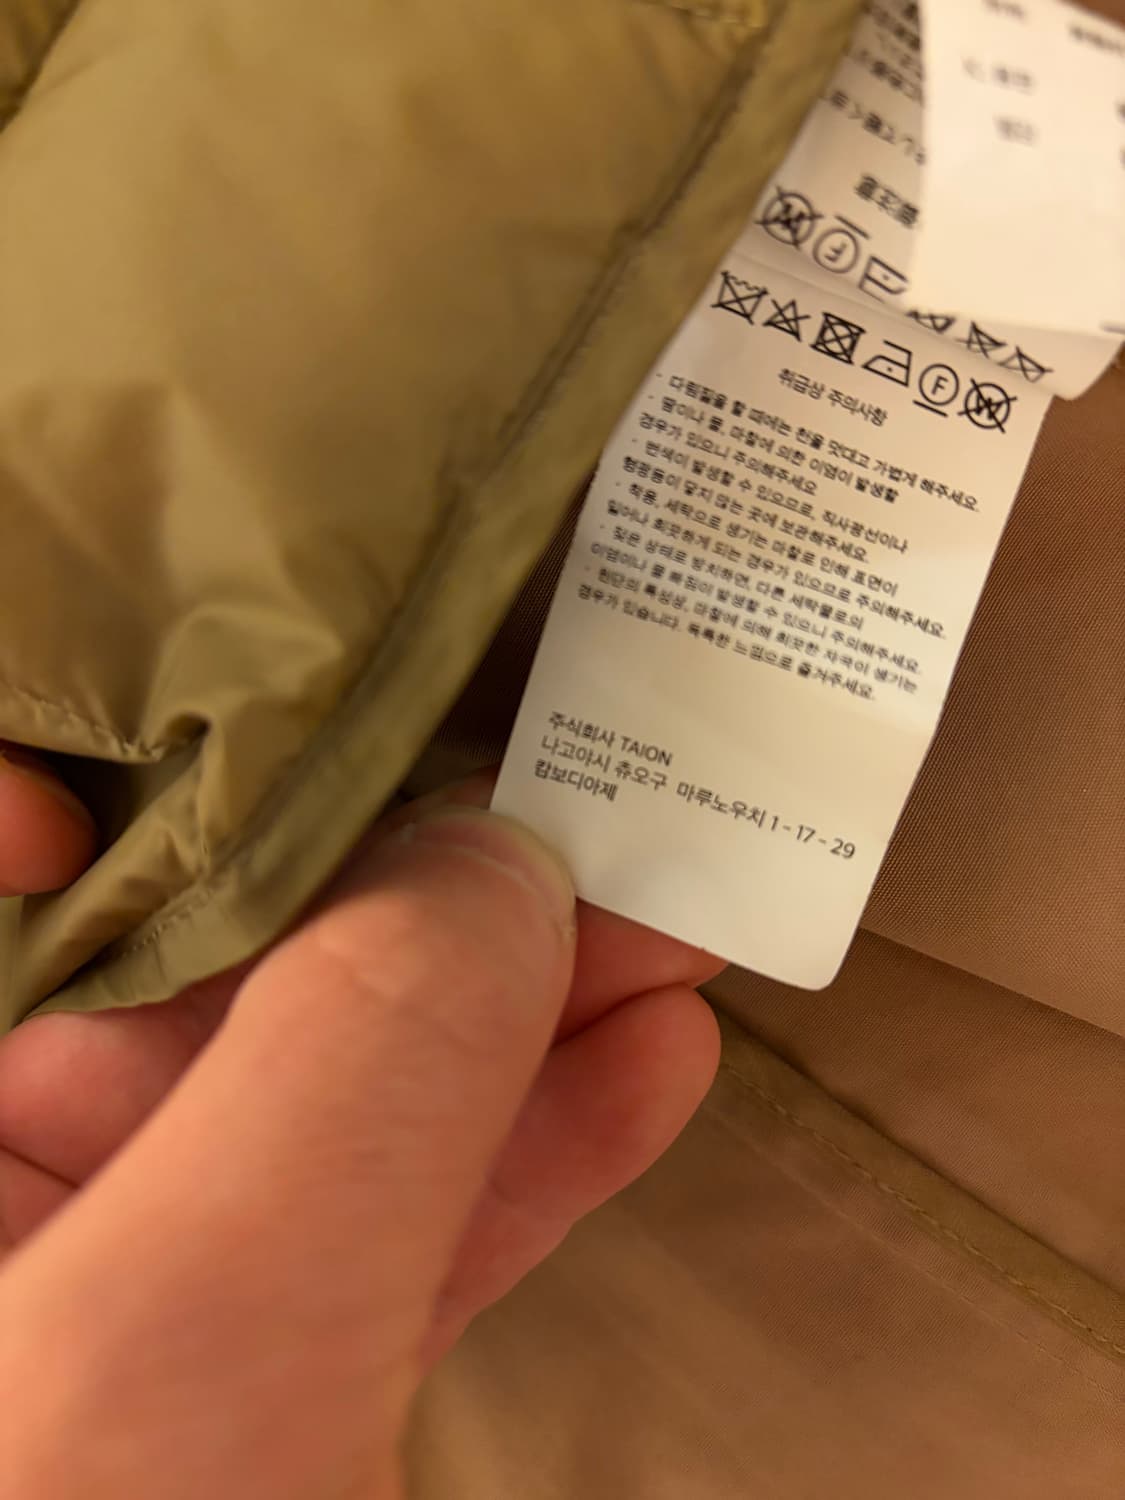 F
W
취급상 주의사항
· 다림질을 할 때에는 천을 덧대고 가볍게 해주세요.
· 땀이나 물, 마찰에 의한 이염이 발생할
경우가 있으니 주의해주세요
· 변색이 발생할 수 있으므로, 직사광선이나
형광등이 닿지 않는 곳에 보관해주세요.
· 착용, 세탁으로 생기는 마찰로 인해 표면이
일어나 희끗하게 되는 경우가 있으므로 주의해주세요.
· 젖은 상태로 방치하면, 다른 세탁물로의
이염이나 물 빠짐이 발생할 수 있으니 주의해주세요.
· 원단의 특성상, 마찰에 의해 희끗한 자국이 생기는
경우가 있습니다. 독특한 느낌으로 즐겨주세요.
주식회사 TAION
나고야시 츄오구 마루노우치 1-17-29
캄보디아제